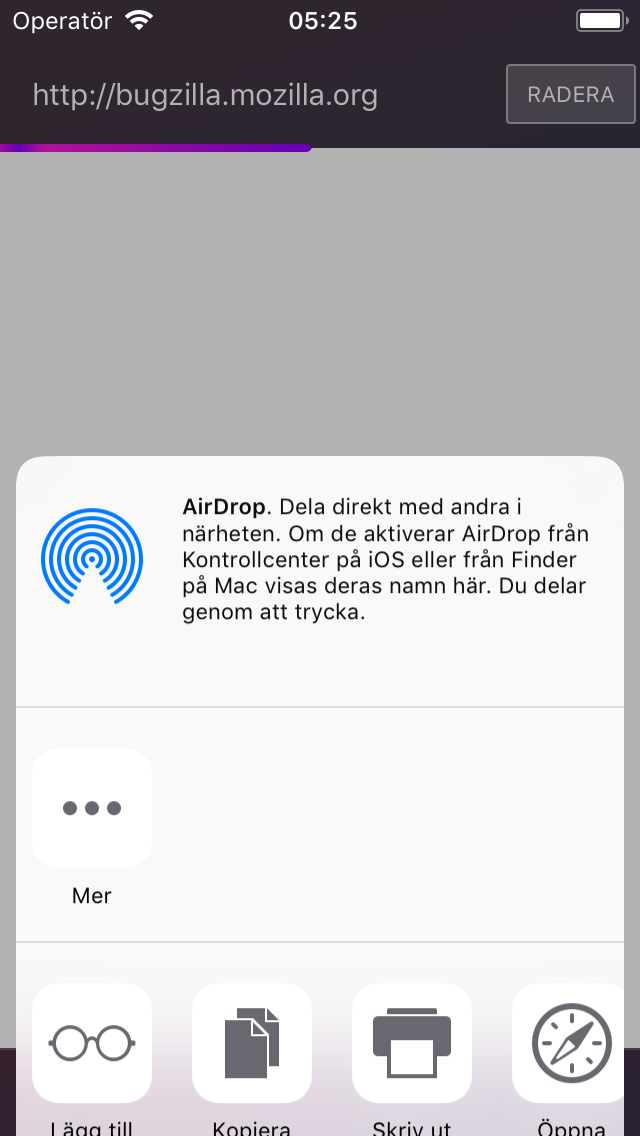 Operatör 05:25
http://bugzilla.mozilla.org RADERA
AirDrop. Dela direkt med andra i
närheten. Om de aktiverar AirDrop från
Kontrollcenter på iOS eller från Finder
på Mac visas deras namn här. Du delar
genom att trycka.
Mer
Lägg till Kopiera Skriv ut Öppna